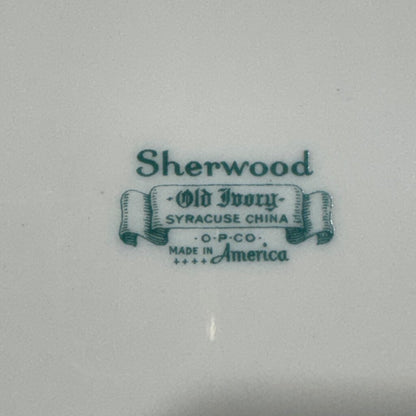 Sherwood
·Old Ivory·
SYRACUSE CHINA
·O·P·CO·
MADE IN America
++++